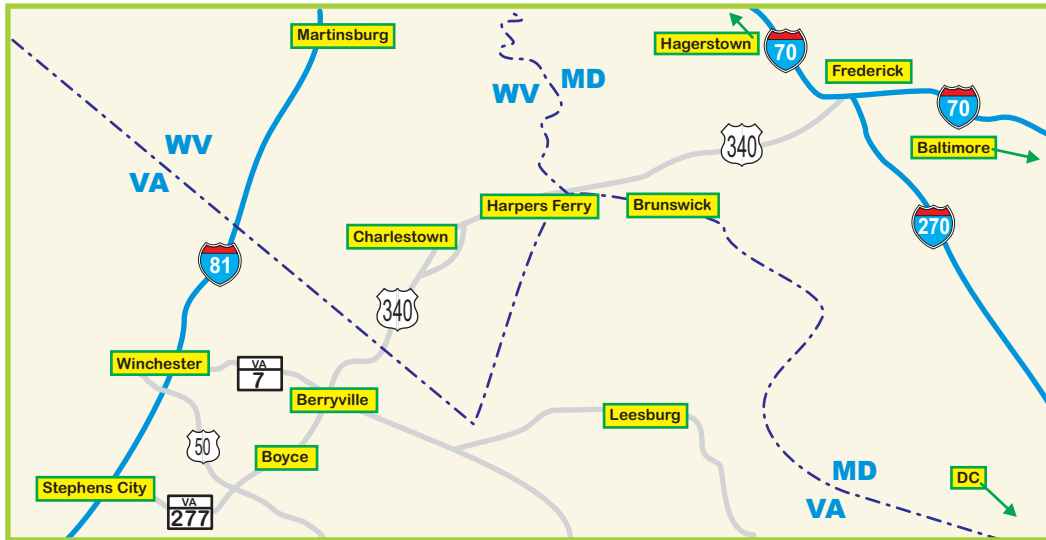 Martinsburg
Hagerstown
70
Frederick
WV
MD
70
WV
340
Baltimore
VA
Harpers Ferry
Brunswick
270
Charlestown
81
340
Winchester
VA
7
Berryville
Leesburg
50
Boyce
MD
DC
Stephens City
VA
277
VA